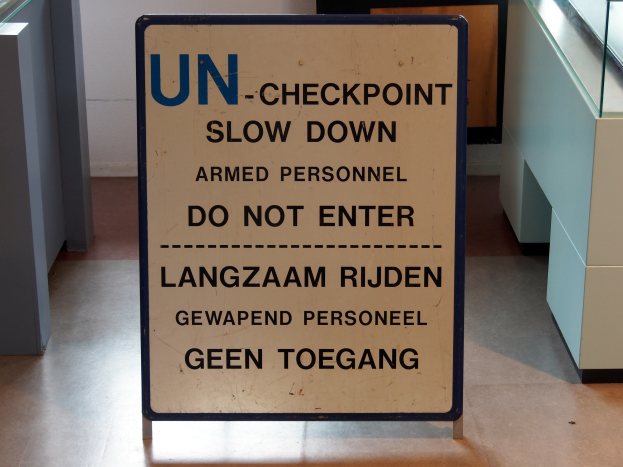 UN-CHECKPOINT
SLOW DOWN
ARMED PERSONNEL
DO NOT ENTER
LANGZAAM RIJDEN
GEWAPEND PERSONEEL
GEEN TOEGANG